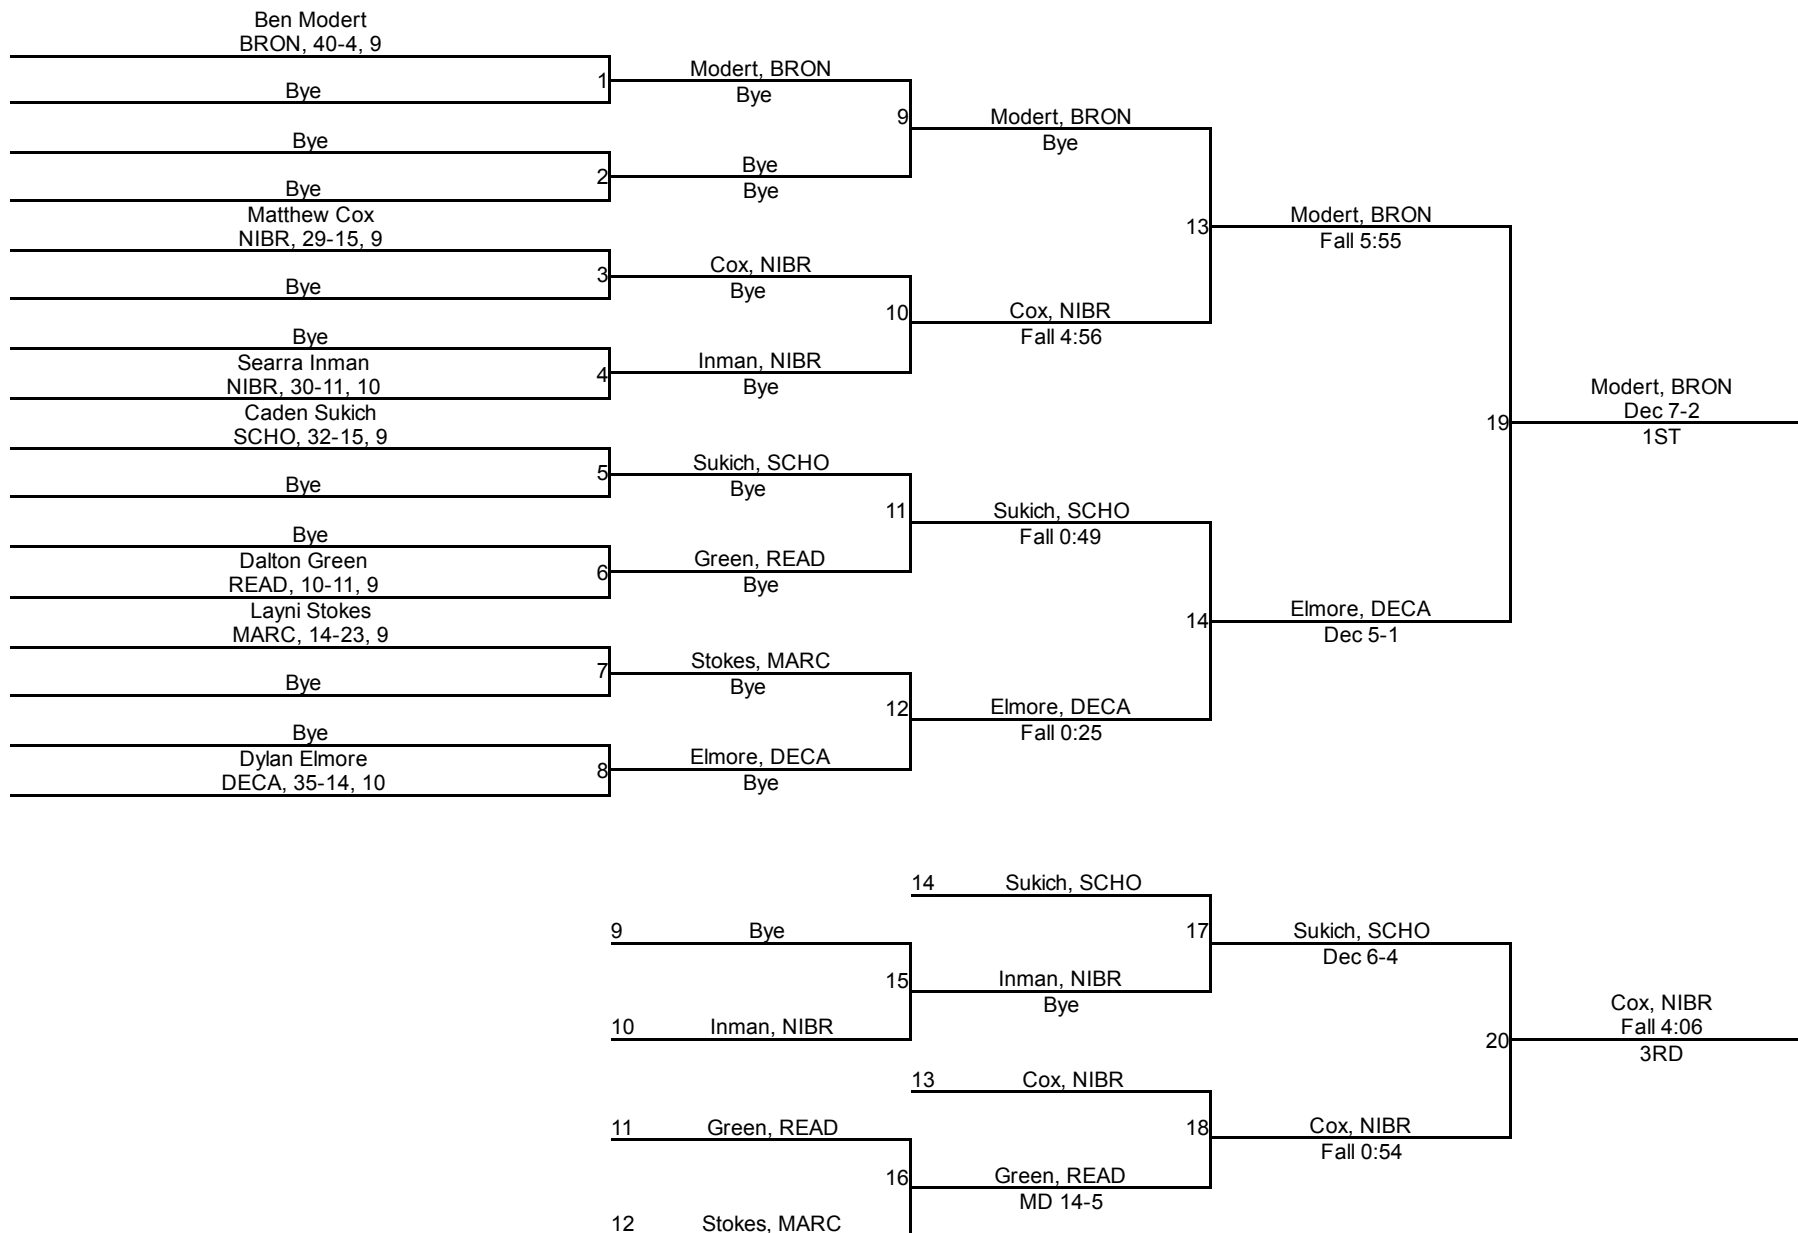 Ben Modert
BRON, 40-4, 9
1
Bye
Modert, BRON
Bye
9
Bye
2
Bye
Bye
Bye
Modert, BRON
Bye
13
Matthew Cox
NIBR, 29-15, 9
3
Bye
Cox, NIBR
Bye
10
Bye
Searra Inman
NIBR, 30-11, 10
4
Inman, NIBR
Bye
Cox, NIBR
Fall 4:56
Modert, BRON
Fall 5:55
19
Caden Sukich
SCHO, 32-15, 9
5
Bye
Sukich, SCHO
Bye
11
Bye
Dalton Green
READ, 10-11, 9
6
Green, READ
Bye
Sukich, SCHO
Fall 0:49
14
Layni Stokes
MARC, 14-23, 9
7
Bye
Stokes, MARC
Bye
12
Bye
Dylan Elmore
DECA, 35-14, 10
8
Elmore, DECA
Bye
Elmore, DECA
Fall 0:25
Elmore, DECA
Dec 5-1
Modert, BRON
Dec 7-2
1ST
14
Sukich, SCHO
17
9
Bye
15
10
Inman, NIBR
Inman, NIBR
Bye
Sukich, SCHO
Dec 6-4
20
13
Cox, NIBR
18
11
Green, READ
16
12
Stokes, MARC
Green, READ
MD 14-5
Cox, NIBR
Fall 0:54
Cox, NIBR
Fall 4:06
3RD